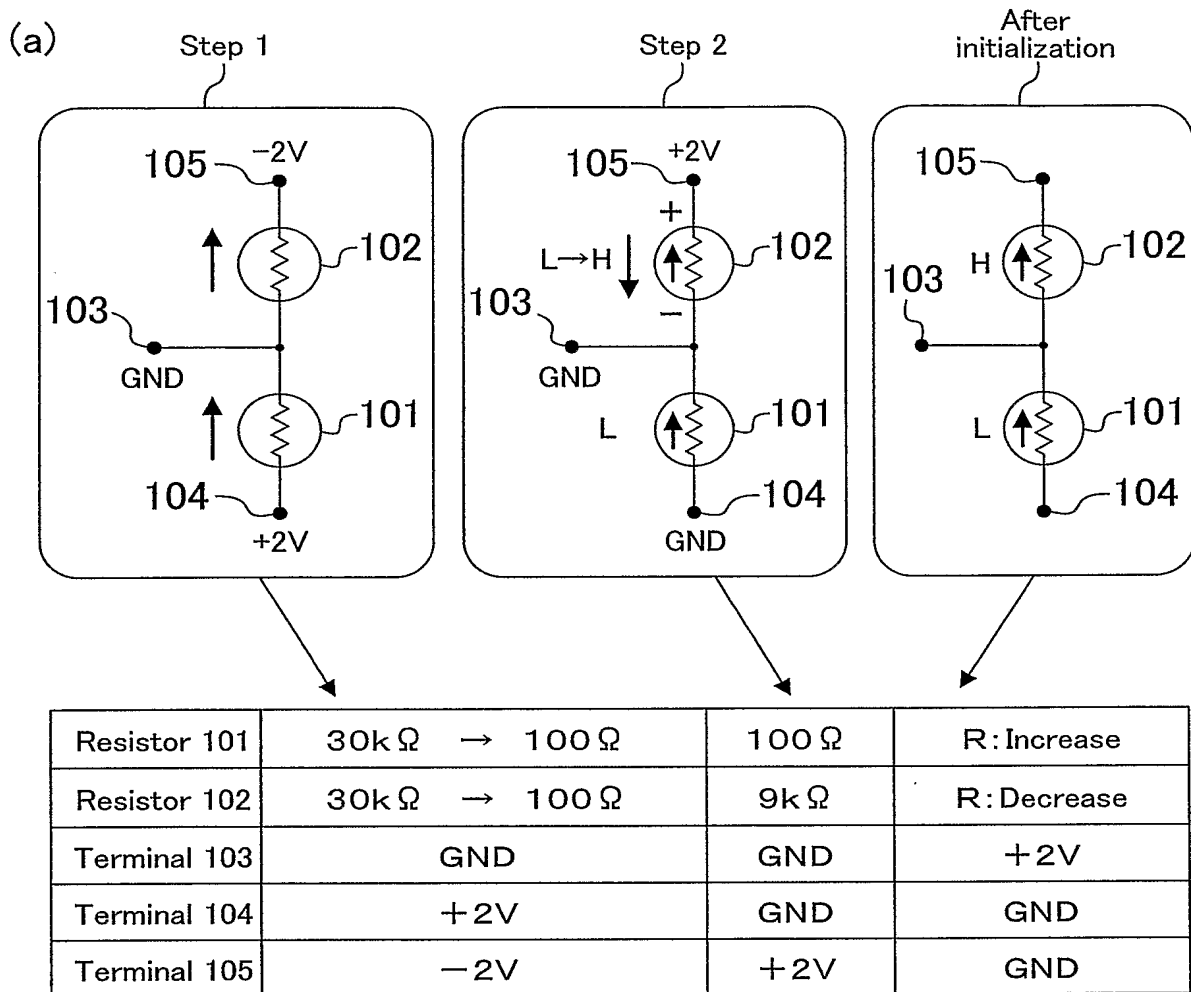 (a)
Step 1
Step 2
After
initialization
105
−2V
102
103
GND
101
104
+2V
105
+2V
+
L→H
102
−
103
GND
L
101
104
GND
105
H
102
103
L
101
104
Resistor 101 30kΩ → 100Ω 100Ω R:Increase
Resistor 102 30kΩ → 100Ω 9kΩ R:Decrease
Terminal 103 GND GND +2V
Terminal 104 +2V GND GND
Terminal 105 −2V +2V GND